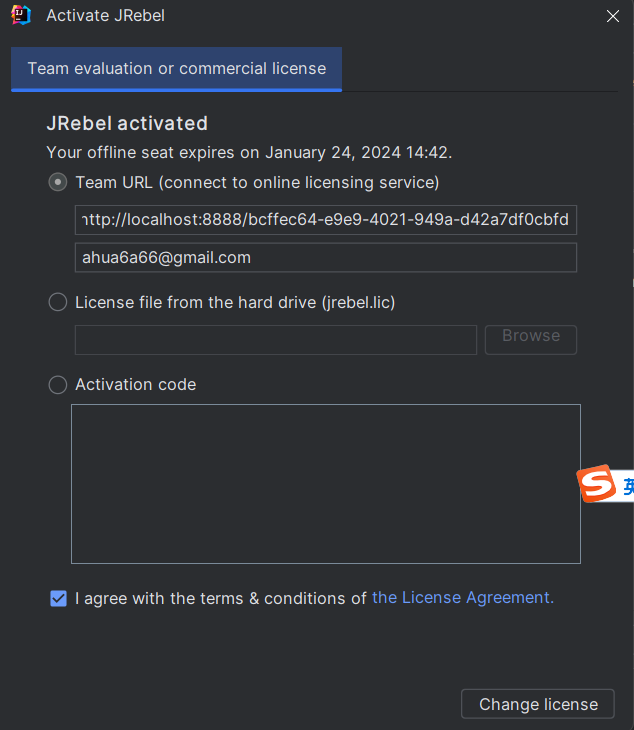 Activate JRebel
Team evaluation or commercial license
JRebel activated
Your offline seat expires on January 24, 2024 14:42.
Team URL (connect to online licensing service)
http://localhost:8888/bcffec64-e9e9-4021-949a-d42a7df0cbfd
ahua6a66@gmail.com
License file from the hard drive (jrebel.lic)
Browse
Activation code
英
I agree with the terms & conditions of the License Agreement.
Change license